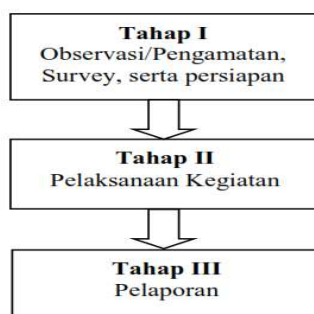 Tahap I
Observasi/Pengamatan,
Survey, serta persiapan
Tahap II
Pelaksanaan Kegiatan
Tahap III
Pelaporan